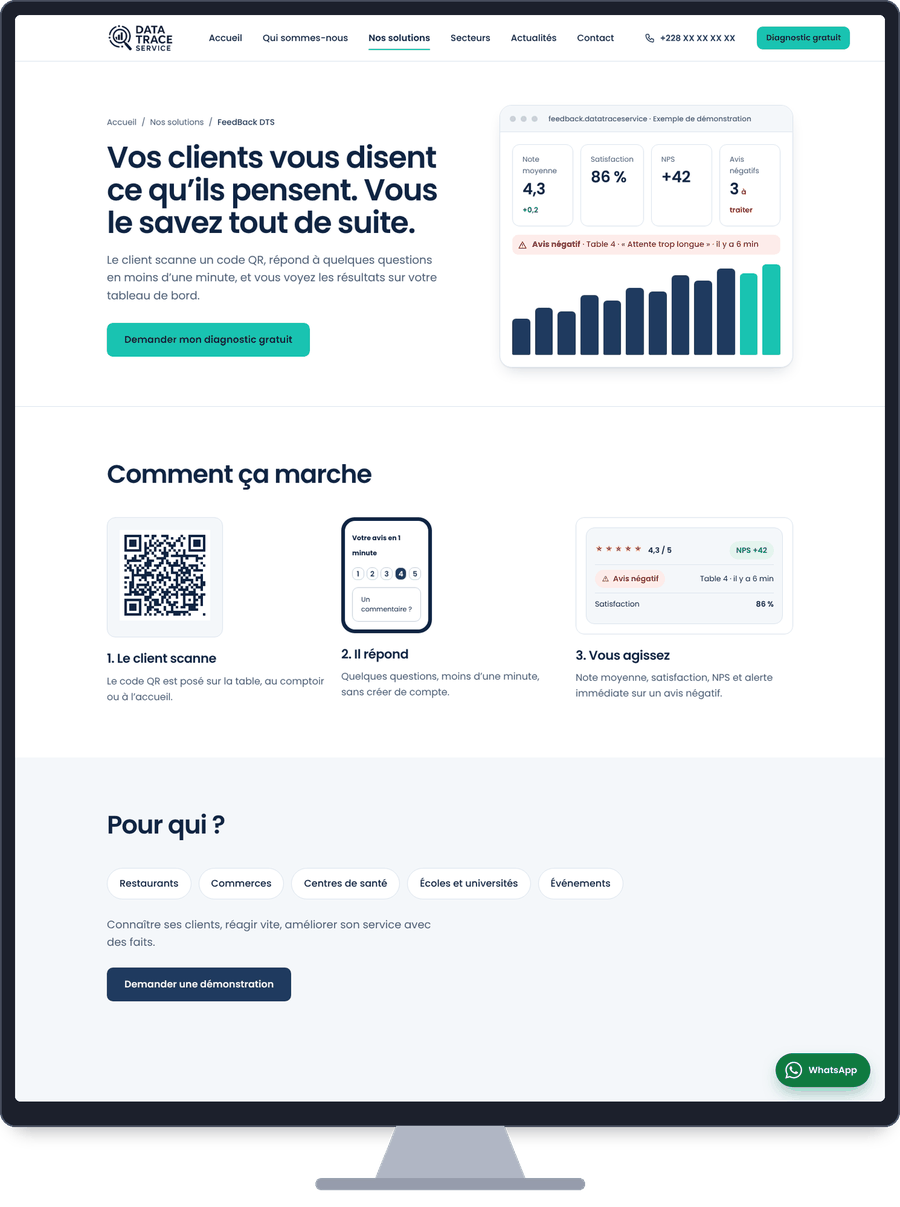 DATA
TRACE
SERVICE
Accueil Qui sommes-nous Nos solutions Secteurs Actualités Contact +228 XX XX XX XX Diagnostic gratuit
Accueil / Nos solutions / FeedBack DTS
Vos clients vous disent
ce qu’ils pensent. Vous
le savez tout de suite.
Le client scanne un code QR, répond à quelques questions
en moins d’une minute, et vous voyez les résultats sur votre
tableau de bord.
Demander mon diagnostic gratuit
feedback.datatraceservice · Exemple de démonstration
Note
moyenne
4,3
+0,2
Satisfaction
86 %
NPS
+42
Avis
négatifs
3 à
traiter
Avis négatif · Table 4 · « Attente trop longue » · il y a 6 min
Comment ça marche
Votre avis en 1
minute
1 2 3 4 5
Un
commentaire ?
★ ★ ★ ★ ★ 4,3 / 5 NPS +42
Avis négatif Table 4 · il y a 6 min
Satisfaction 86 %
1. Le client scanne
Le code QR est posé sur la table, au comptoir
ou à l’accueil.
2. Il répond
Quelques questions, moins d’une minute,
sans créer de compte.
3. Vous agissez
Note moyenne, satisfaction, NPS et alerte
immédiate sur un avis négatif.
Pour qui ?
Restaurants Commerces Centres de santé Écoles et universités Événements
Connaître ses clients, réagir vite, améliorer son service avec
des faits.
Demander une démonstration
WhatsApp